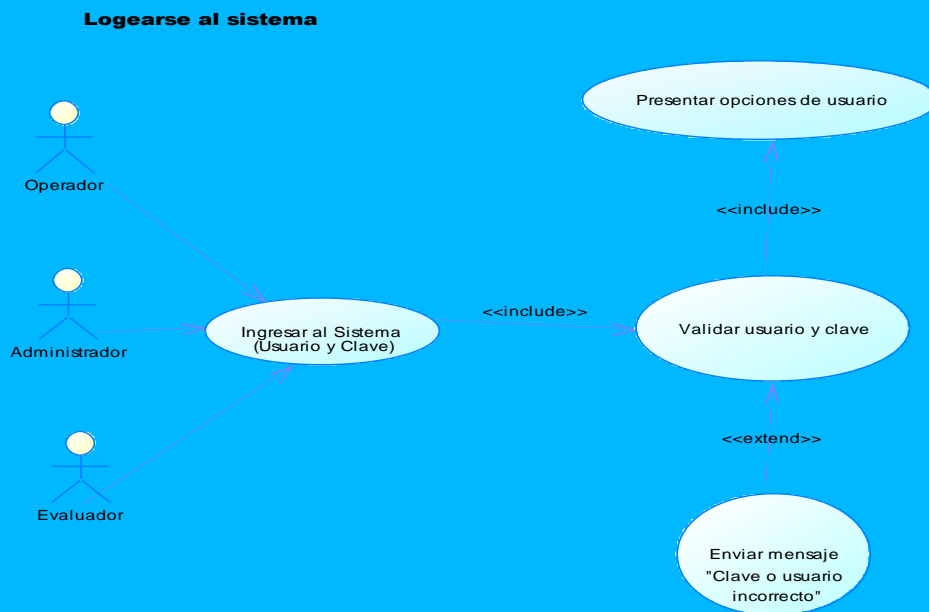 Logearse al sistema
Presentar opciones de usuario
Operador
<<include>>
Administrador
Ingresar al Sistema
(Usuario y Clave)
<<include>>
Validar usuario y clave
<<extend>>
Evaluador
Enviar mensaje
"Clave o usuario
incorrecto"